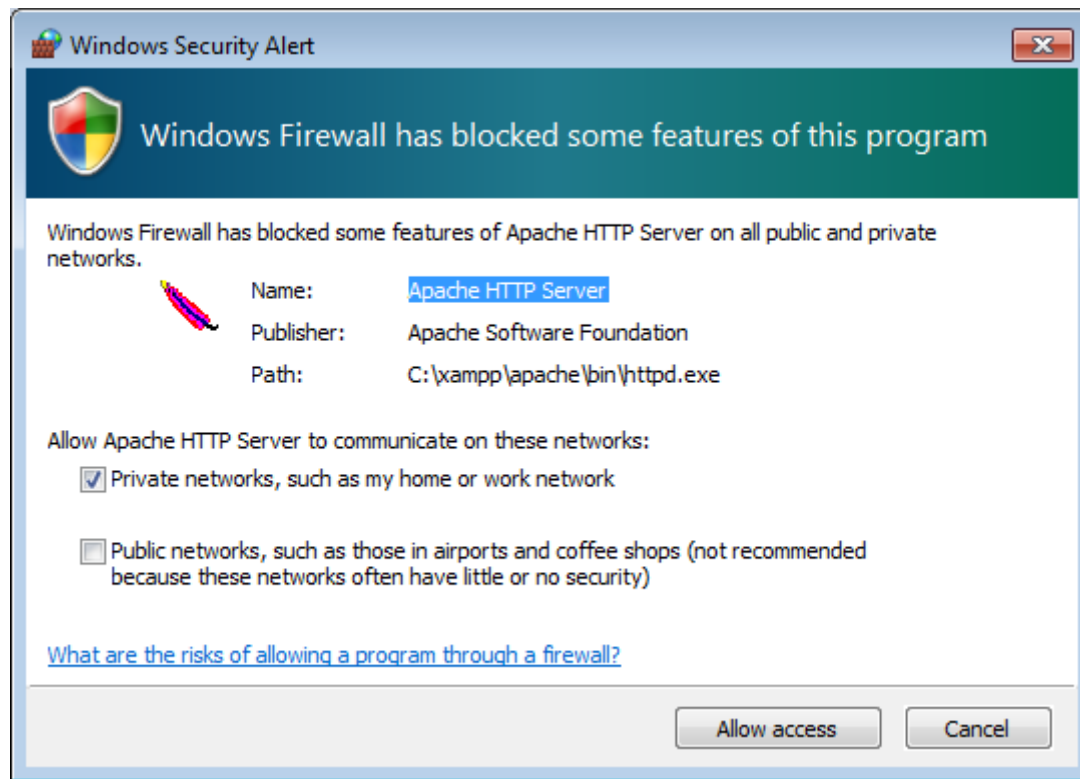 Windows Security Alert
Windows Firewall has blocked some features of this program
Windows Firewall has blocked some features of Apache HTTP Server on all public and private
networks.
Name: Apache HTTP Server
Publisher: Apache Software Foundation
Path: C:\xampp\apache\bin\httpd.exe
Allow Apache HTTP Server to communicate on these networks:
Private networks, such as my home or work network
Public networks, such as those in airports and coffee shops (not recommended
because these networks often have little or no security)
What are the risks of allowing a program through a firewall?
Allow access Cancel